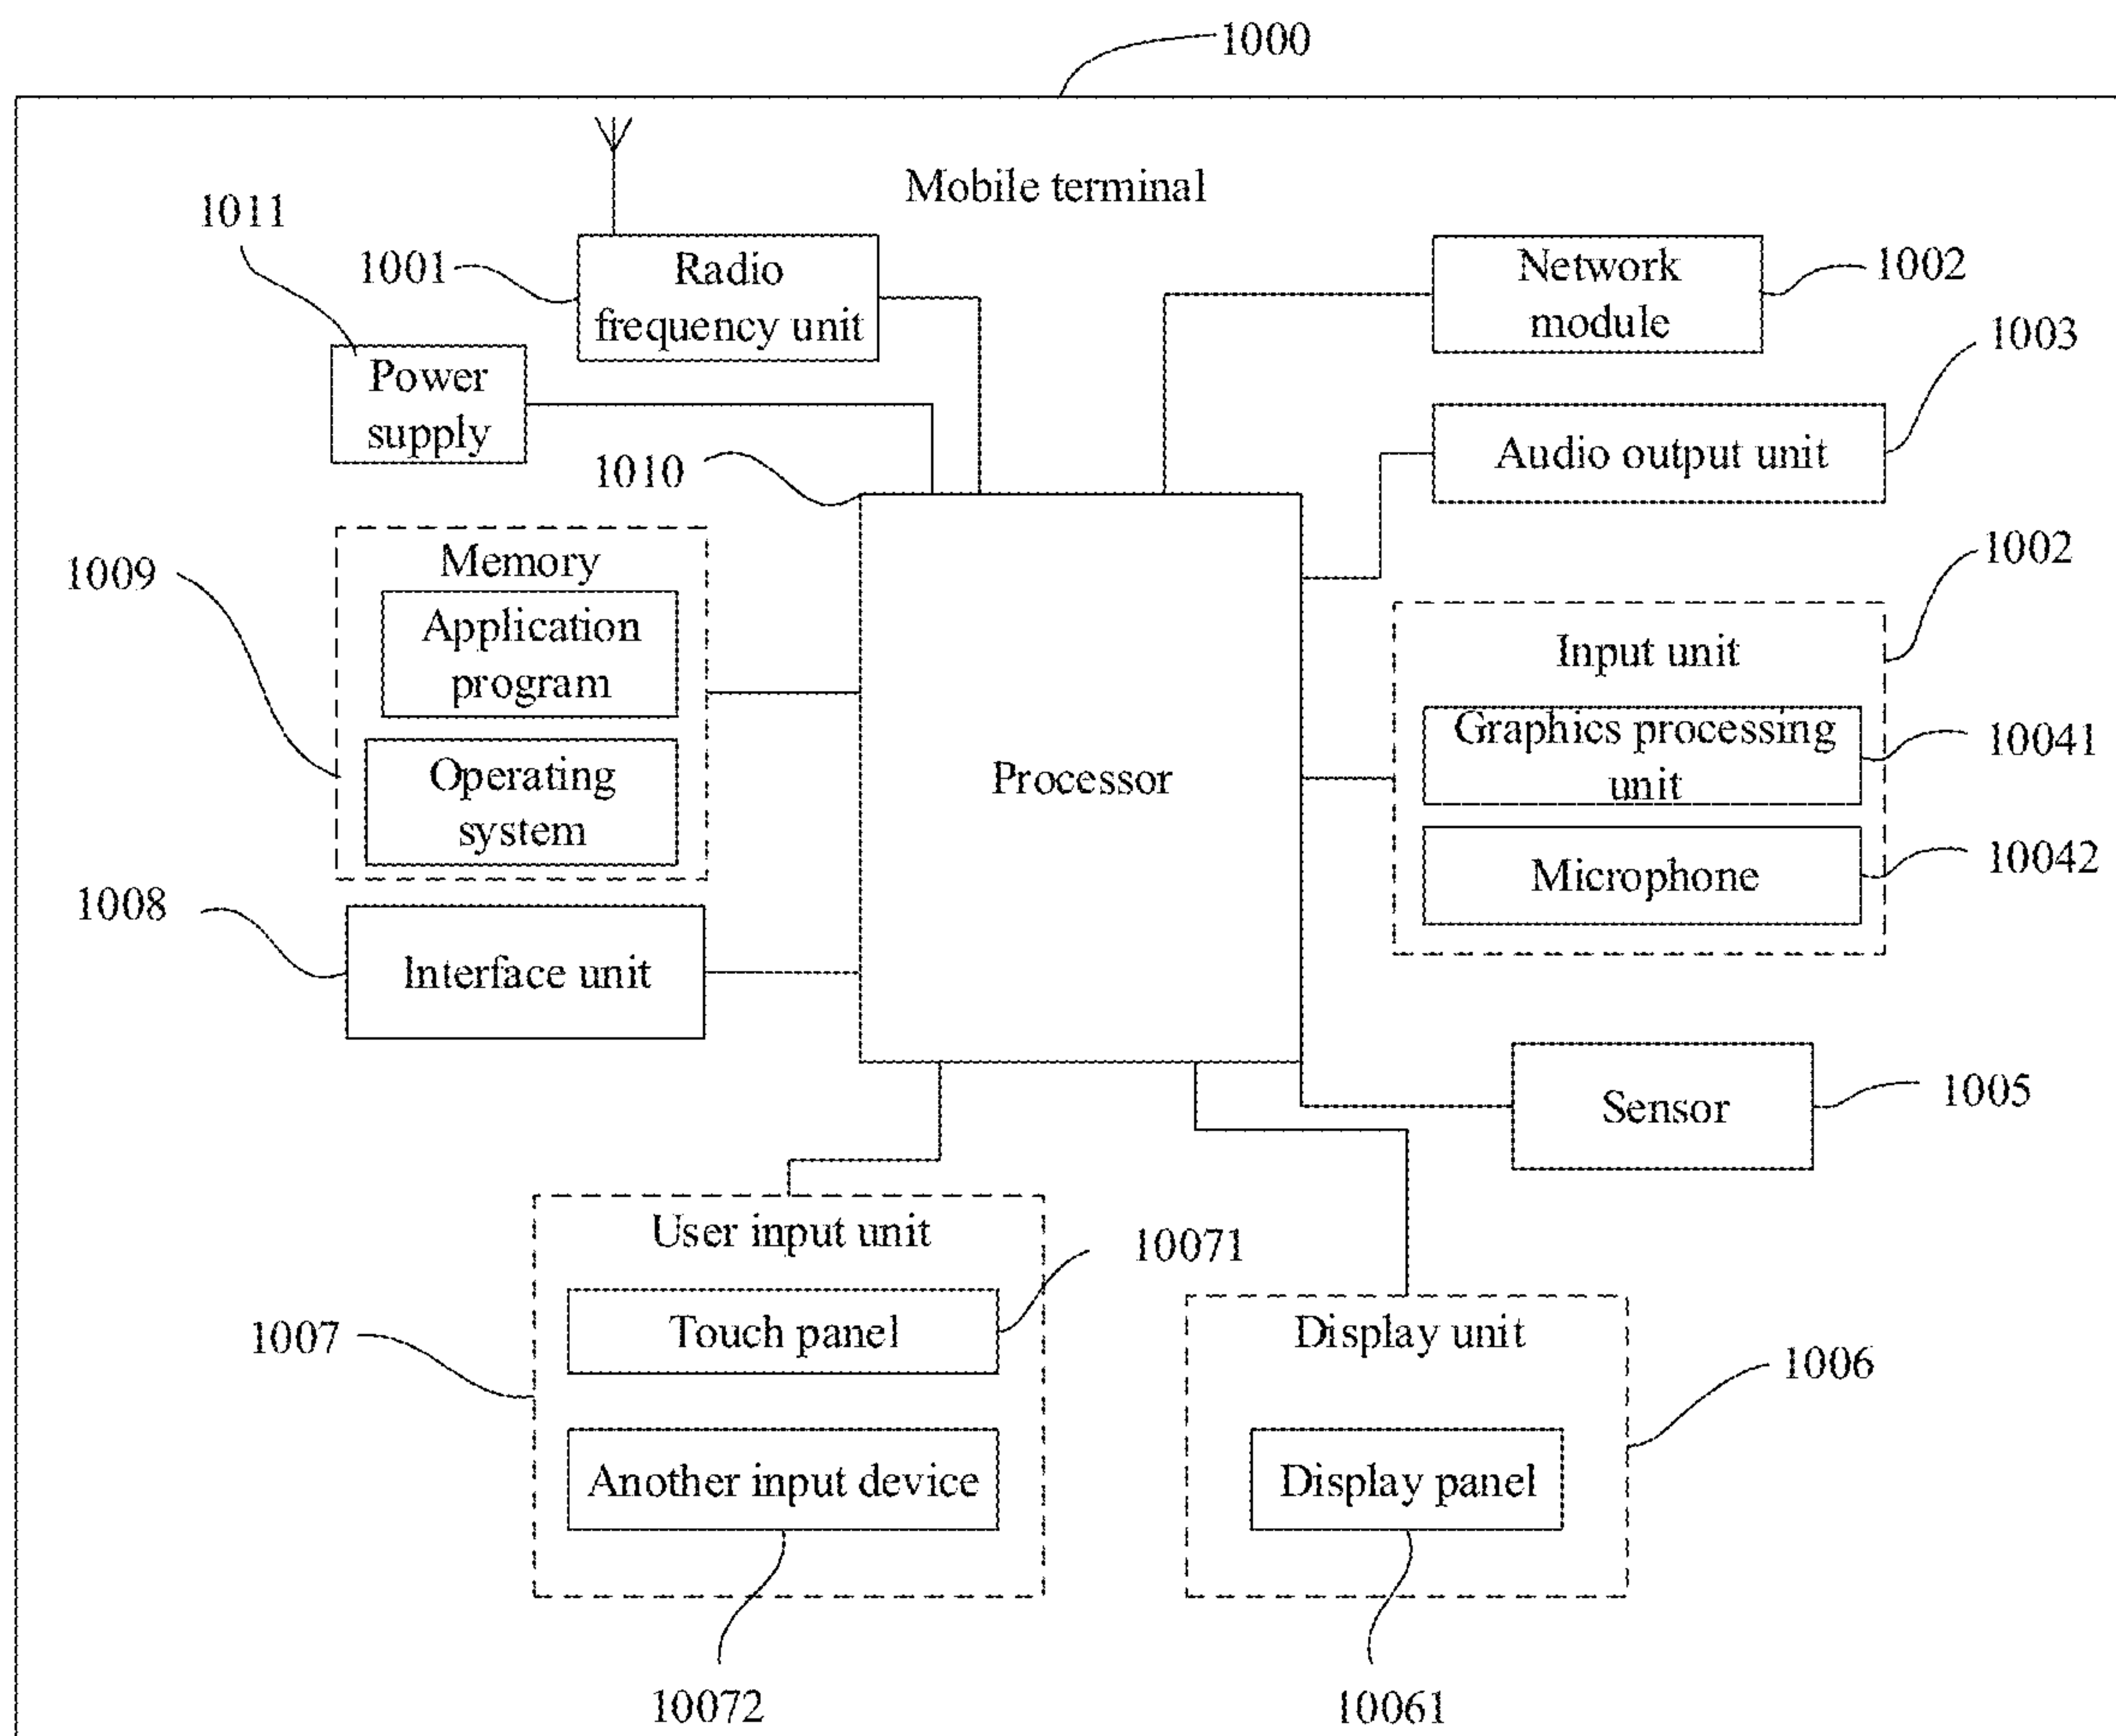 1000
Mobile terminal
1011
1001
Radio
frequency unit
Network
module
1002
1003
Power
supply
Audio output unit
1010
1009
Memory
Application
program
Operating
system
1002
Input unit
Graphics processing
unit
10041
Microphone
10042
Processor
1008
Interface unit
Sensor
1005
User input unit
10071
Touch panel
1007
Another input device
10072
Display unit
1006
Display panel
10061